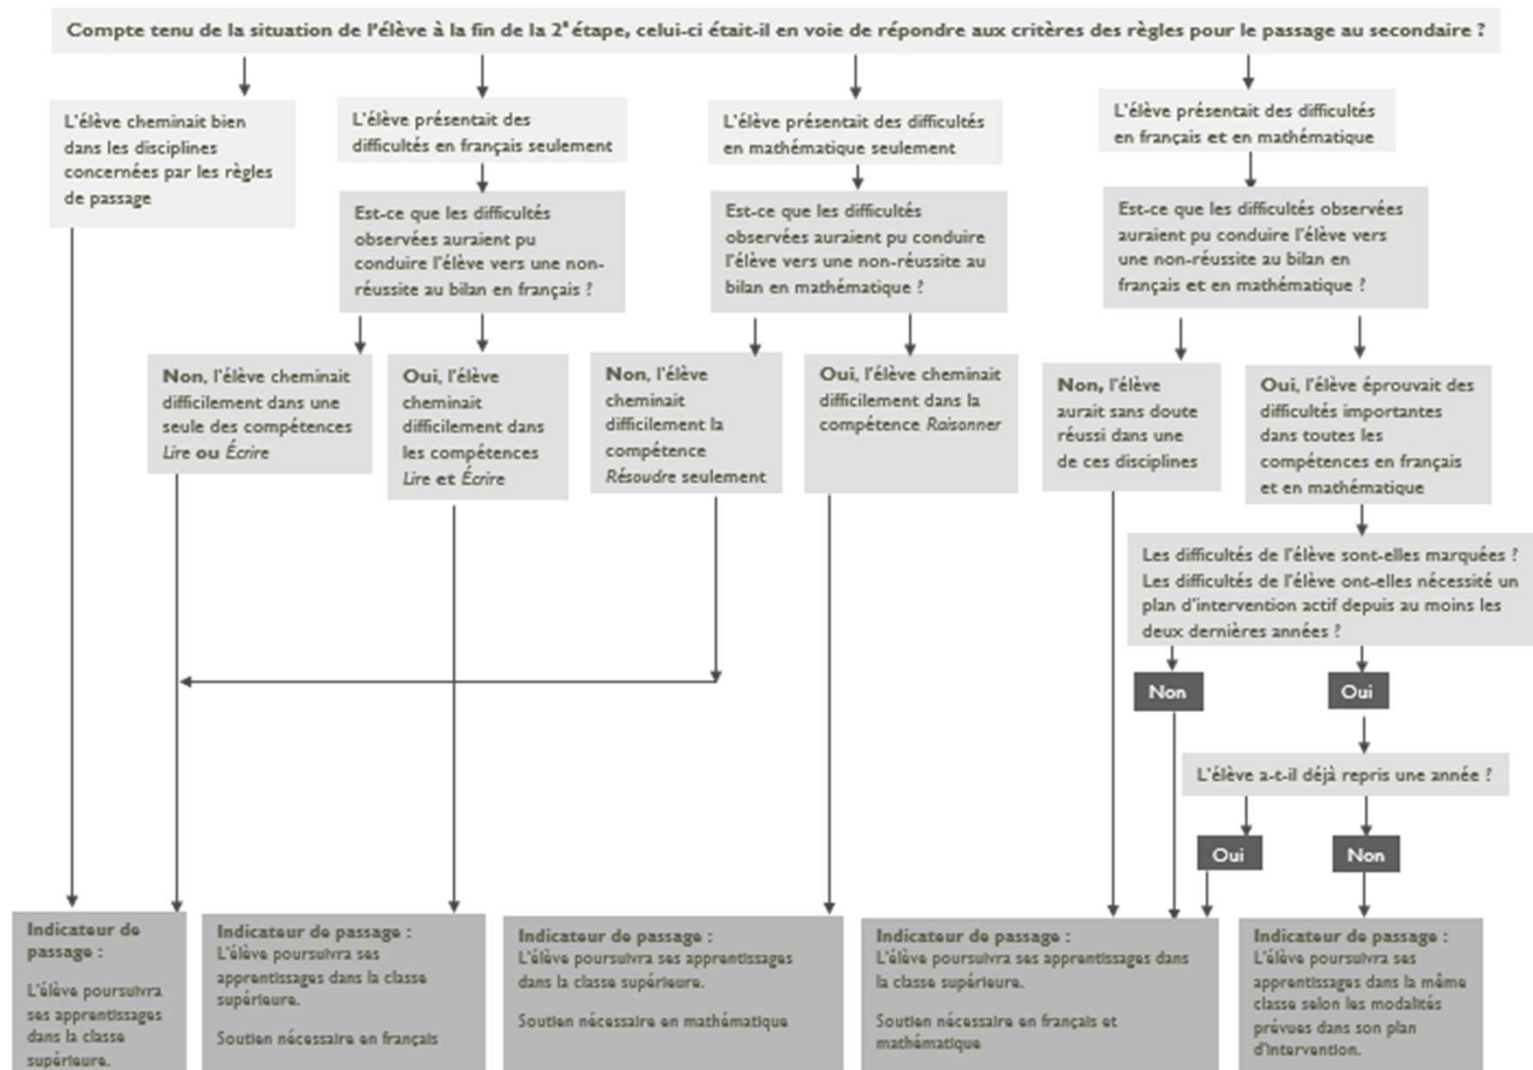 Compte tenu de la situation de l'élève à la fin de la 2e étape, celui-ci était-il en voie de répondre aux critères des règles pour le passage au secondaire ?
L'élève cheminait bien
dans les disciplines
concernées par les règles
de passage
L'élève présentait des
difficultés en français seulement
L'élève présentait des difficultés
en mathématique seulement
L'élève présentait des difficultés
en français et en mathématique
Est-ce que les difficultés
observées auraient pu
conduire l'élève vers une non-
réussite au bilan en français ?
Est-ce que les difficultés
observées auraient pu conduire
l'élève vers une non-réussite au
bilan en mathématique ?
Est-ce que les difficultés observées
auraient pu conduire l'élève vers
une non-réussite au bilan en
français et en mathématique ?
Non, l'élève cheminait
difficilement dans une
seule des compétences
Lire ou Écrire
Oui, l'élève
cheminait
difficilement dans
les compétences
Lire et Écrire
Non, l'élève
cheminait
difficilement la
compétence
Résoudre seulement
Oui, l'élève cheminait
difficilement dans la
compétence Raisonner
Non, l'élève
aurait sans doute
réussi dans une
de ces disciplines
Oui, l'élève éprouvait des
difficultés importantes
dans toutes les
compétences en français
et en mathématique
Les difficultés de l'élève sont-elles marquées ?
Les difficultés de l'élève ont-elles nécessité un
plan d'intervention actif depuis au moins les
deux dernières années ?
Non
Oui
L'élève a-t-il déjà repris une année ?
Oui
Non
Indicateur de
passage :
L'élève poursuivra
ses apprentissages
dans la classe
supérieure.
Indicateur de passage :
L'élève poursuivra ses
apprentissages dans la classe
supérieure.
Soutien nécessaire en français
Indicateur de passage :
L'élève poursuivra ses apprentissages
dans la classe supérieure.
Soutien nécessaire en mathématique
Indicateur de passage :
L'élève poursuivra ses apprentissages dans
la classe supérieure.
Soutien nécessaire en français et
mathématique
Indicateur de passage :
L'élève poursuivra ses
apprentissages dans la même
classe selon les modalités
prévues dans son plan
d'intervention.